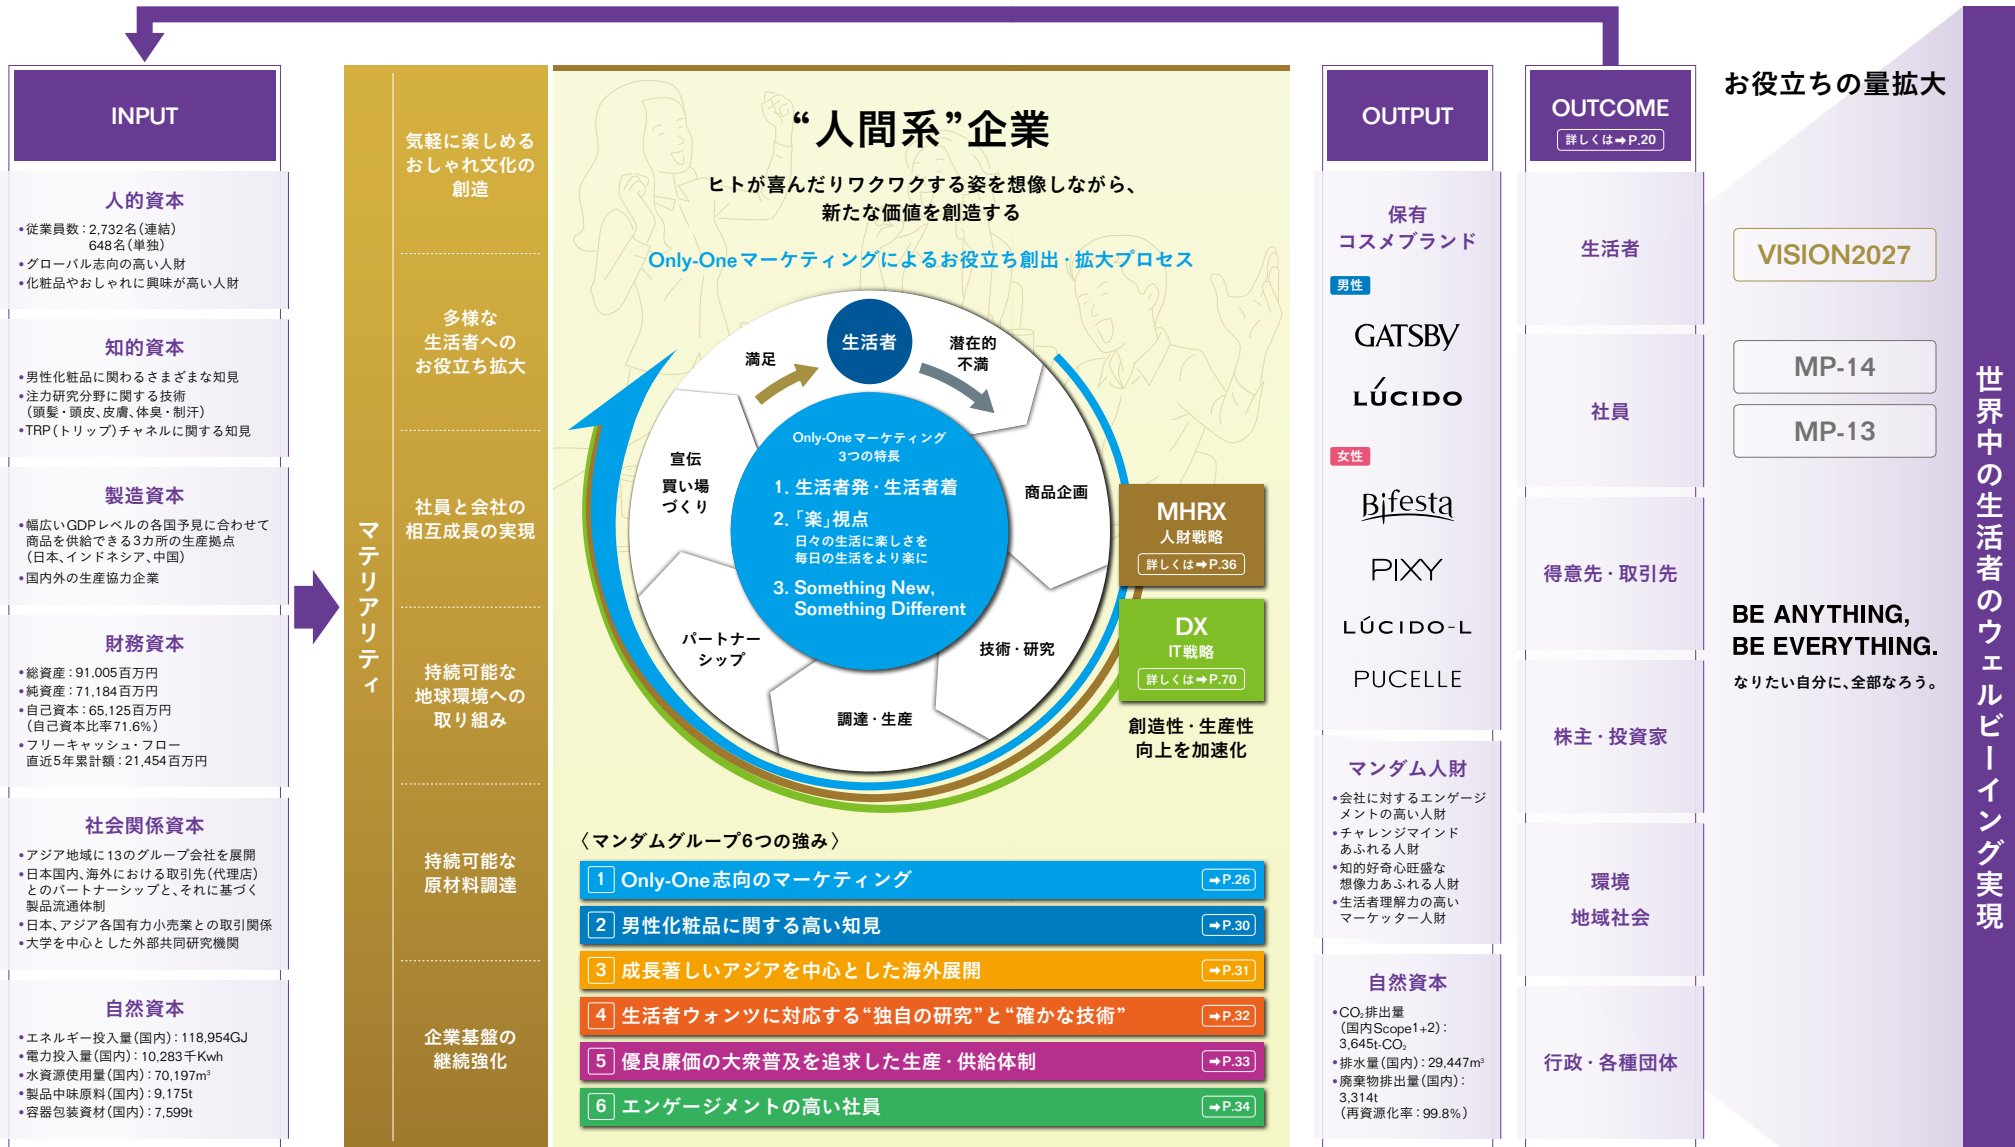 INPUT
人的資本
•従業員数：2,732名（連結）
648名（単独）
•グローバル志向の高い人財
•化粧品やおしゃれに興味が高い人財
知的資本
•男性化粧品に関わるさまざまな知見
•注力研究分野に関する技術
（頭髪・頭皮、皮膚、体臭・制汗）
•TRP（トリップ）チャネルに関する知見
製造資本
•幅広いGDPレベルの各国予見に合わせて
商品を供給できる3カ所の生産拠点
（日本、インドネシア、中国）
•国内外の生産協力企業
財務資本
•総資産：91,005百万円
•純資産：71,184百万円
•自己資本：65,125百万円
（自己資本比率71.6%）
•フリーキャッシュ・フロー
直近5年累計額：21,454百万円
社会関係資本
•アジア地域に13のグループ会社を展開
•日本国内、海外における取引先（代理店）
とのパートナーシップと、それに基づく
製品流通体制
•日本、アジア各国有力小売業との取引関係
•大学を中心とした外部共同研究機関
自然資本
•エネルギー投入量（国内）：118,954GJ
•電力投入量（国内）：10,283千Kwh
•水資源使用量（国内）：70,197m³
•製品中味原料（国内）：9,175t
•容器包装資材（国内）：7,599t
マテリアリティ
気軽に楽しめる
おしゃれ文化の
創造
多様な
生活者への
お役立ち拡大
社員と会社の
相互成長の実現
持続可能な
地球環境への
取り組み
持続可能な
原材料調達
企業基盤の
継続強化
“人間系”企業
ヒトが喜んだりワクワクする姿を想像しながら、
新たな価値を創造する
Only-Oneマーケティングによるお役立ち創出・拡大プロセス
生活者
潜在的
不満
商品企画
技術・研究
調達・生産
パートナー
シップ
宣伝
買い場
づくり
満足
Only-Oneマーケティング
3つの特長
1. 生活者発・生活者着
2. 「楽」視点
日々の生活に楽しさを
毎日の生活をより楽に
3. Something New,
Something Different
MHRX
人財戦略
詳しくは➡P.36
DX
IT戦略
詳しくは➡P.70
創造性・生産性
向上を加速化
〈マンダムグループ6つの強み〉
1 Only-One志向のマーケティング ➡P.26
2 男性化粧品に関する高い知見 ➡P.30
3 成長著しいアジアを中心とした海外展開 ➡P.31
4 生活者ウォンツに対応する“独自の研究”と“確かな技術” ➡P.32
5 優良廉価の大衆普及を追求した生産・供給体制 ➡P.33
6 エンゲージメントの高い社員 ➡P.34
OUTPUT
保有
コスメブランド
男性
GATSBY
LÚCIDO
女性
Bifesta
PIXY
LÚCIDO-L
PUCELLE
マンダム人財
•会社に対するエンゲージ
メントの高い人財
•チャレンジマインド
あふれる人財
•知的好奇心旺盛な
想像力あふれる人財
•生活者理解力の高い
マーケッター人財
自然資本
•CO₂排出量
（国内Scope1+2）：
3,645t-CO₂
•排水量（国内）：29,447m³
•廃棄物排出量（国内）：
3,314t
（再資源化率：99.8%）
OUTCOME
詳しくは➡P.20
生活者
社員
得意先・取引先
株主・投資家
環境
地域社会
行政・各種団体
お役立ちの量拡大
VISION2027
MP-14
MP-13
BE ANYTHING,
BE EVERYTHING.
なりたい自分に、全部なろう。
世界中の生活者のウェルビーイング実現